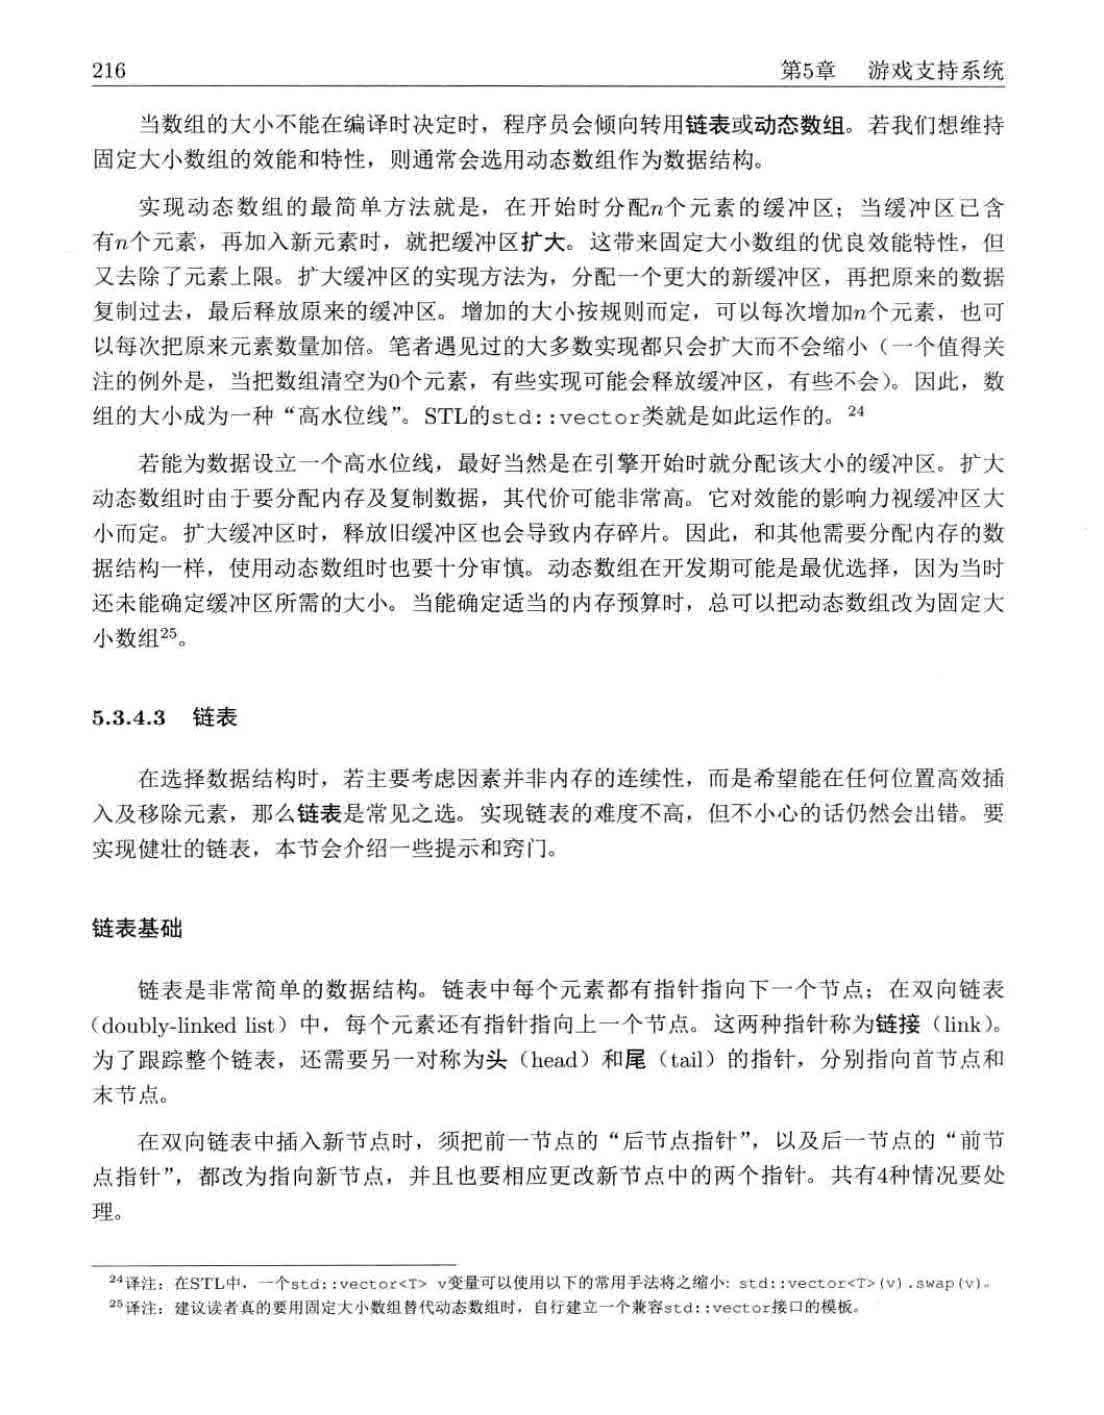 216 第5章 游戏支持系统
当数组的大小不能在编译时决定时，程序员会倾向转用链表或动态数组。若我们想维持
固定大小数组的效能和特性，则通常会选用动态数组作为数据结构。
实现动态数组的最简单方法就是，在开始时分配n个元素的缓冲区；当缓冲区已含
有n个元素，再加入新元素时，就把缓冲区扩大。这带来固定大小数组的优良效能特性，但
又去除了元素上限。扩大缓冲区的实现方法为，分配一个更大的新缓冲区，再把原来的数据
复制过去，最后释放原来的缓冲区。增加的大小按规则而定，可以每次增加n个元素，也可
以每次把原来元素数量加倍。笔者遇见过的大多数实现都只会扩大而不会缩小（一个值得关
注的例外是，当把数组清空为0个元素，有些实现可能会释放缓冲区，有些不会）。因此，数
组的大小成为一种“高水位线”。STL的std::vector类就是如此运作的。24
若能为数据设立一个高水位线，最好当然是在引擎开始时就分配该大小的缓冲区。扩大
动态数组时由于要分配内存及复制数据，其代价可能非常高。它对效能的影响力视缓冲区大
小而定。扩大缓冲区时，释放旧缓冲区也会导致内存碎片。因此，和其他需要分配内存的数
据结构一样，使用动态数组时也要十分审慎。动态数组在开发期可能是最优选择，因为当时
还未能确定缓冲区所需的大小。当能确定适当的内存预算时，总可以把动态数组改为固定大
小数组25。
5.3.4.3 链表
在选择数据结构时，若主要考虑因素并非内存的连续性，而是希望能在任何位置高效插
入及移除元素，那么链表是常见之选。实现链表的难度不高，但不小心的话仍然会出错。要
实现健壮的链表，本节会介绍一些提示和窍门。
链表基础
链表是非常简单的数据结构。链表中每个元素都有指针指向下一个节点；在双向链表
（doubly-linked list）中，每个元素还有指针指向上一个节点。这两种指针称为链接（link）。
为了跟踪整个链表，还需要另一对称为头（head）和尾（tail）的指针，分别指向首节点和
末节点。
在双向链表中插入新节点时，须把前一节点的“后节点指针”，以及后一节点的“前节
点指针”，都改为指向新节点，并且也要相应更改新节点中的两个指针。共有4种情况要处
理。
24译注：在STL中，一个std::vector<T> v变量可以使用以下的常用手法将之缩小：std::vector<T>(v).swap(v)。
25译注：建议读者真的要用固定大小数组替代动态数组时，自行建立一个兼容std::vector接口的模板。